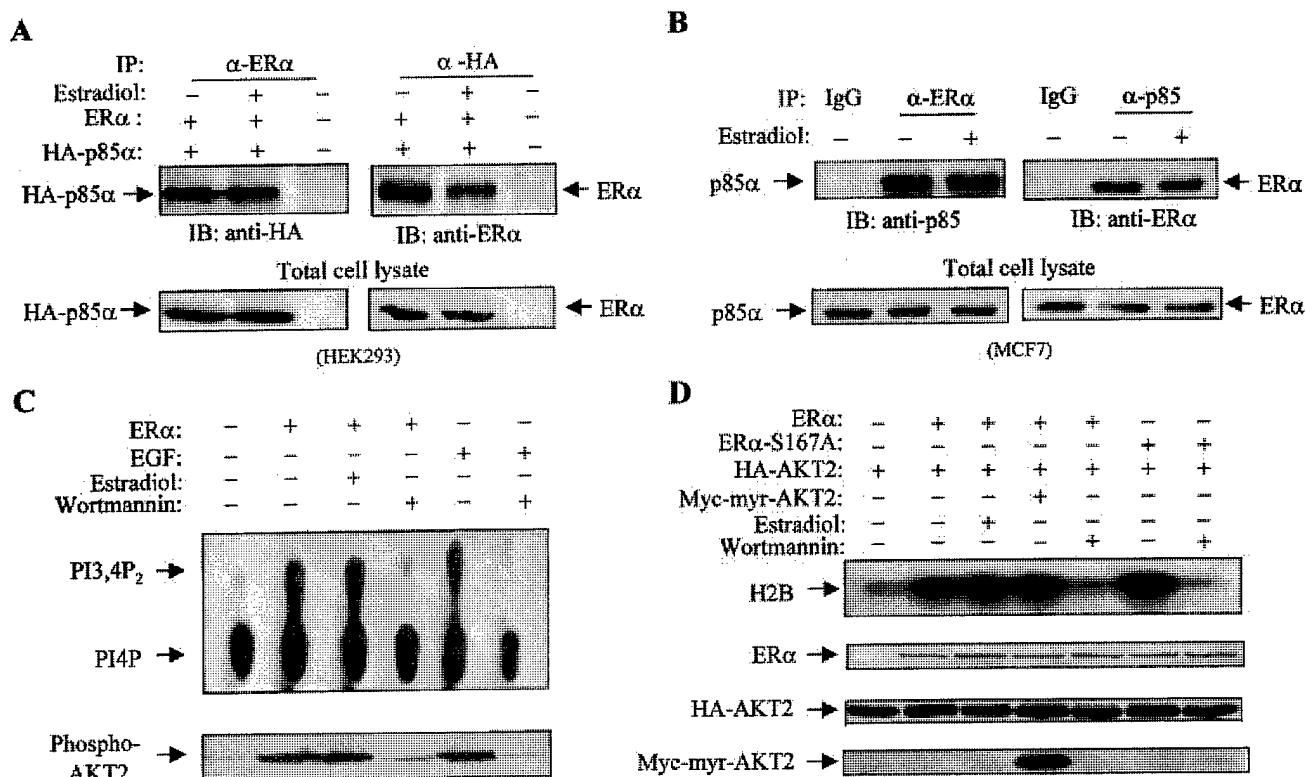 A
IP: α-ERα α-HA
Estradiol: − + − − + −
ERα : + + − + + −
HA-p85α: + + − + + −
HA-p85α ERα
IB: anti-HA IB: anti-ERα
Total cell lysate
HA-p85α ERα
(HEK293)
B
IP: IgG α-ERα IgG α-p85
Estradiol: − − + − − +
p85α ERα
IB: anti-p85 IB: anti-ERα
Total cell lysate
p85α ERα
(MCF7)
C
ERα: − + + + − −
EGF: − − − − + +
Estradiol: − − + − − −
Wortmannin: − − − + − +
PI3,4P₂
PI4P
Phospho-
AKT2
D
ERα: − + + + + − −
ERα-S167A: − − − − − + +
HA-AKT2: + + + + + + +
Myc-myr-AKT2: − − − + − − −
Estradiol: − − + − − − −
Wortmannin: − − − − + − +
H2B
ERα
HA-AKT2
Myc-myr-AKT2